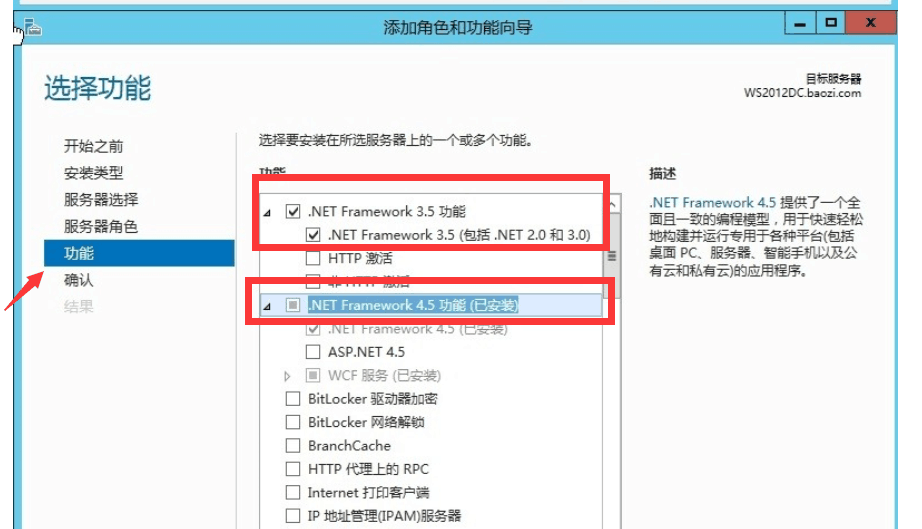 添加角色和功能向导
选择功能
目标服务器
WS2012DC.baozi.com
开始之前
安装类型
服务器选择
服务器角色
功能
确认
结果
选择要安装在所选服务器上的一个或多个功能。
功能
.NET Framework 3.5 功能
.NET Framework 3.5 (包括 .NET 2.0 和 3.0)
HTTP 激活
非 HTTP 激活
.NET Framework 4.5 功能 (已安装)
.NET Framework 4.5 (已安装)
ASP.NET 4.5
WCF 服务 (已安装)
BitLocker 驱动器加密
BitLocker 网络解锁
BranchCache
HTTP 代理上的 RPC
Internet 打印客户端
IP 地址管理(IPAM)服务器
描述
.NET Framework 4.5 提供了一个全
面且一致的编程模型，用于快速轻松
地构建并运行专用于各种平台(包括
桌面 PC、服务器、智能手机以及公
有云和私有云)的应用程序。